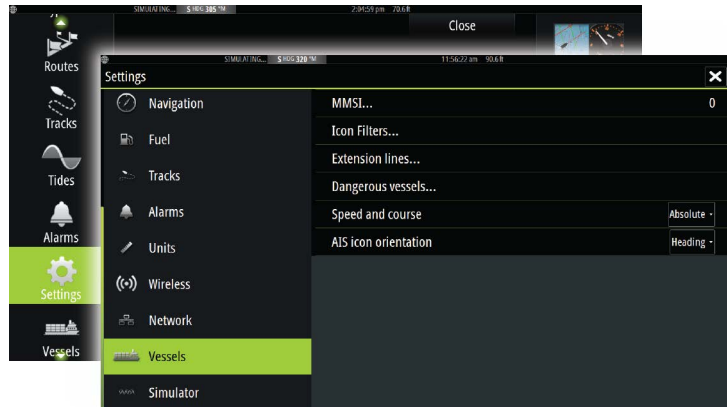 SIMULATING... S HDG 305 °M 2:04:59 pm 70.6 ft
Close
Routes
Tracks
Tides
Alarms
Settings
Vessels
SIMULATING... S HDG 320 °M 11:56:22 am 90.6 ft
Settings
Navigation
Fuel
Tracks
Alarms
Units
Wireless
Network
Vessels
Simulator
MMSI... 0
Icon Filters...
Extension lines...
Dangerous vessels...
Speed and course Absolute
AIS icon orientation Heading